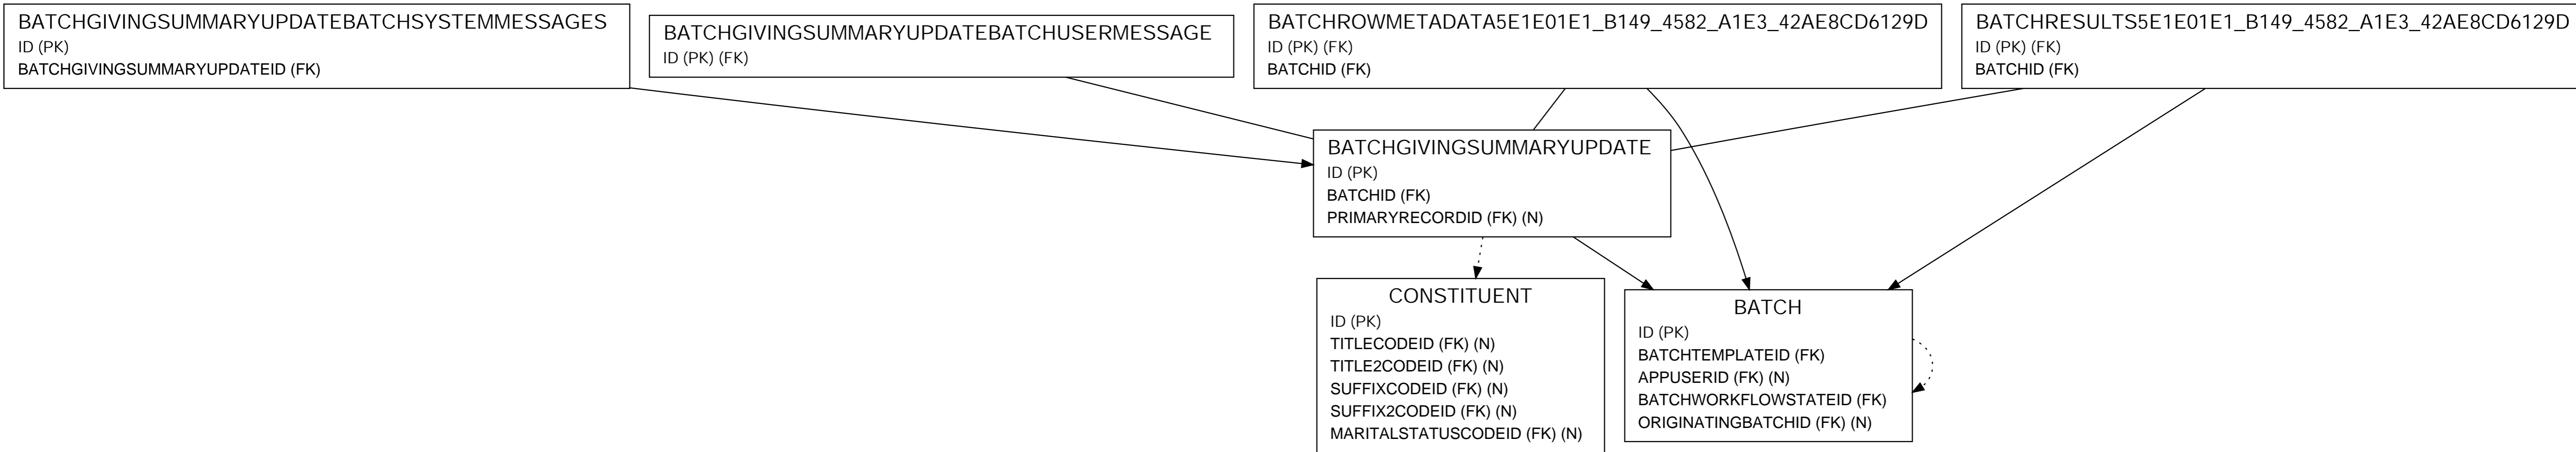 BATCHGIVINGSUMMARYUPDATEBATCHSYSTEMMESSAGES
ID (PK)
BATCHGIVINGSUMMARYUPDATEID (FK)
BATCHGIVINGSUMMARYUPDATEBATCHUSERMESSAGE
ID (PK) (FK)
BATCHROWMETADATA5E1E01E1_B149_4582_A1E3_42AE8CD6129D
ID (PK) (FK)
BATCHID (FK)
BATCHRESULTS5E1E01E1_B149_4582_A1E3_42AE8CD6129D
ID (PK) (FK)
BATCHID (FK)
BATCHGIVINGSUMMARYUPDATE
ID (PK)
BATCHID (FK)
PRIMARYRECORDID (FK) (N)
CONSTITUENT
ID (PK)
TITLECODEID (FK) (N)
TITLE2CODEID (FK) (N)
SUFFIXCODEID (FK) (N)
SUFFIX2CODEID (FK) (N)
MARITALSTATUSCODEID (FK) (N)
BATCH
ID (PK)
BATCHTEMPLATEID (FK)
APPUSERID (FK) (N)
BATCHWORKFLOWSTATEID (FK)
ORIGINATINGBATCHID (FK) (N)